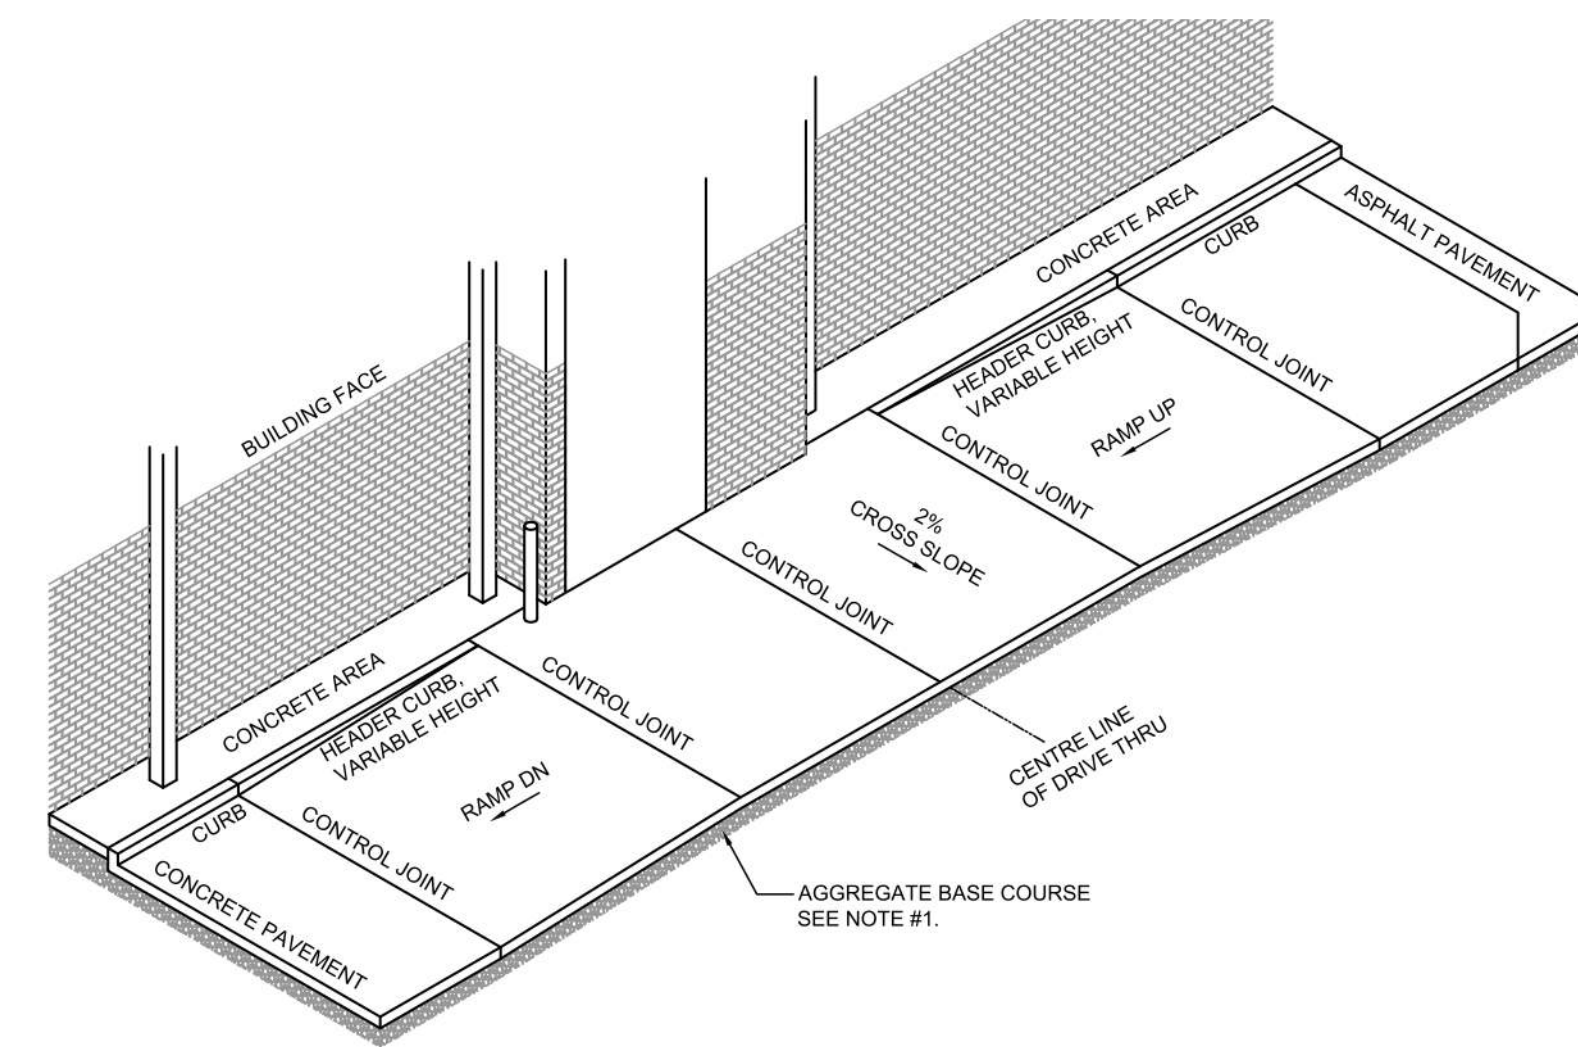 ASPHALT PAVEMENT
CONCRETE AREA
CURB
CONTROL JOINT
HEADER CURB,
VARIABLE HEIGHT
RAMP UP
CONTROL JOINT
BUILDING FACE
2%
CROSS SLOPE
CONTROL JOINT
CONTROL JOINT
CONCRETE AREA
HEADER CURB,
VARIABLE HEIGHT
RAMP DN
CENTRE LINE
OF DRIVE THRU
CURB
CONTROL JOINT
CONCRETE PAVEMENT
AGGREGATE BASE COURSE
SEE NOTE #1.